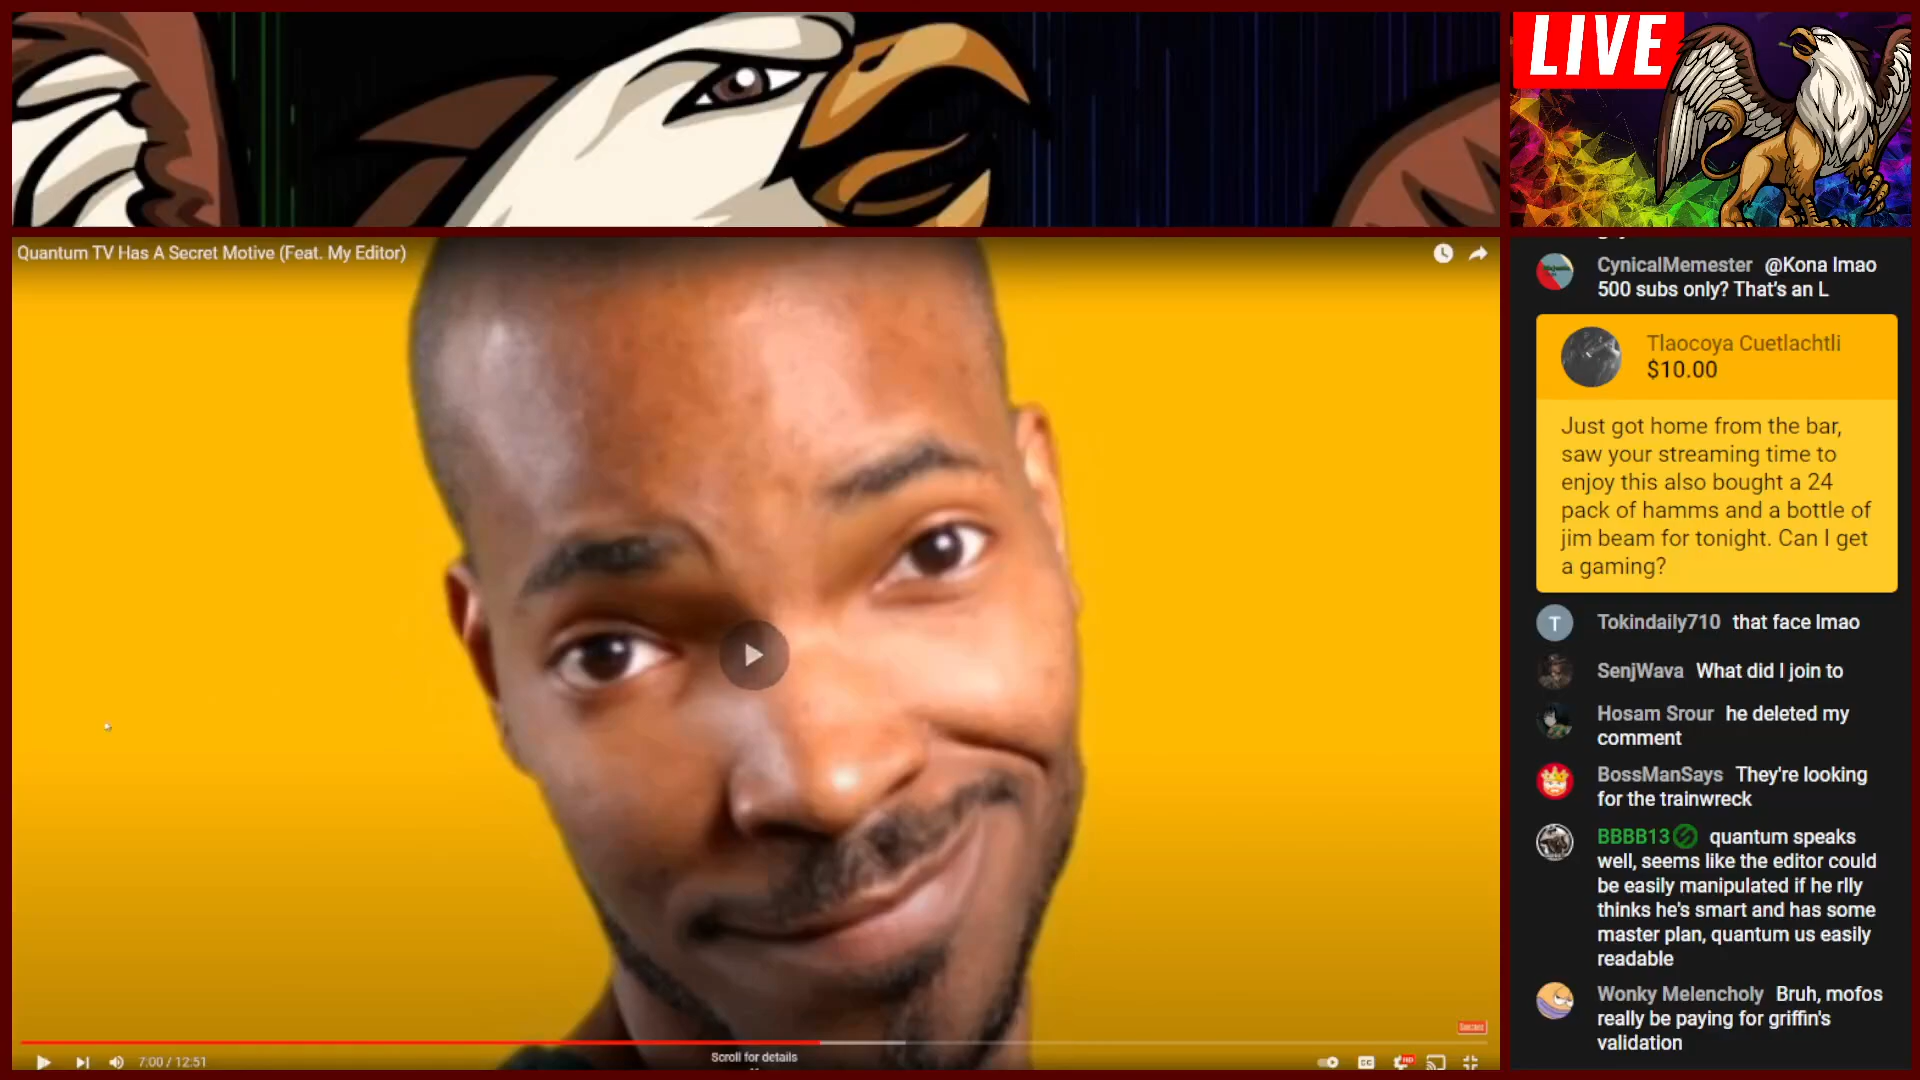 LIVE
Quantum TV Has A Secret Motive (Feat. My Editor)
CynicalMemester @Kona lmao
500 subs only? That's an L
Tlaocoya Cuetlachtli
$10.00
Just got home from the bar,
saw your streaming time to
enjoy this also bought a 24
pack of hamms and a bottle of
jim beam for tonight. Can I get
a gaming?
T
Tokindaily710 that face lmao
SenjWava What did I join to
Hosam Srour he deleted my
comment
BossManSays They're looking
for the trainwreck
BBBB13 quantum speaks
well, seems like the editor could
be easily manipulated if he rlly
thinks he's smart and has some
master plan, quantum us easily
readable
Wonky Melencholy Bruh, mofos
really be paying for griffin's
validation
7:00 / 12:51
Scroll for details
CC
HD